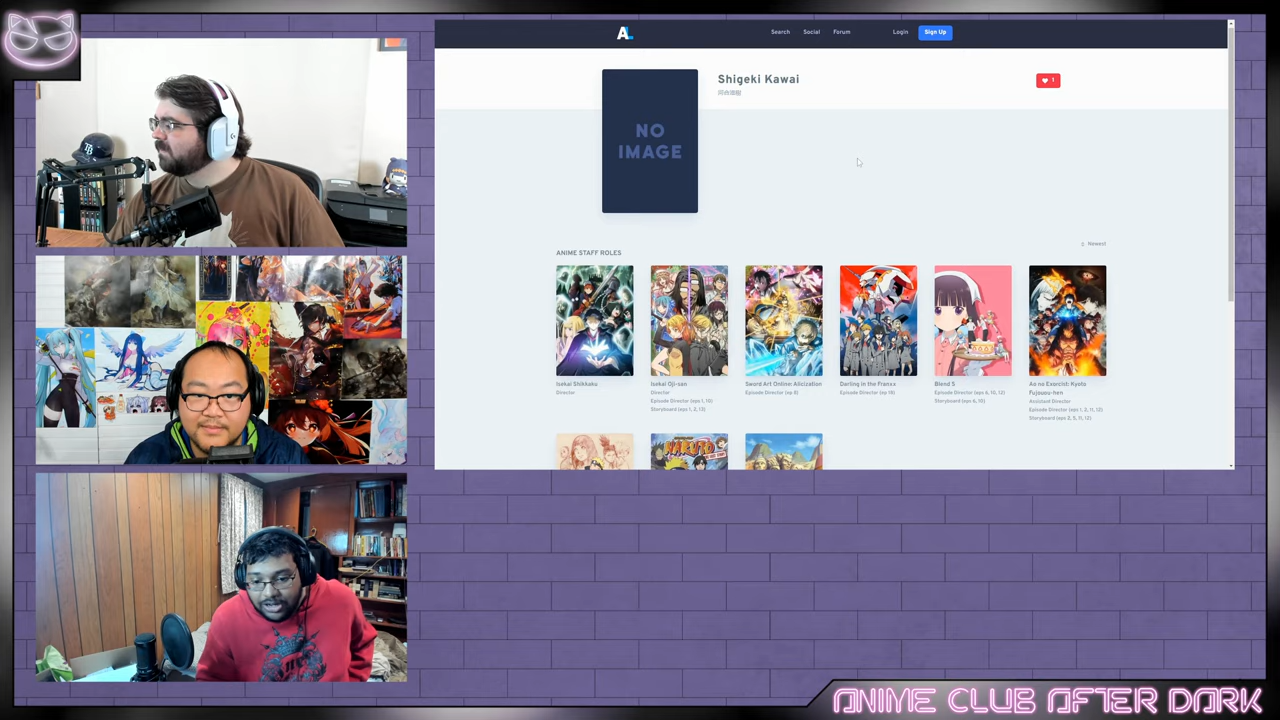 A.
Search Social Forum Login Sign Up
Shigeki Kawai
1
NO
IMAGE
Newest
ANIME STAFF ROLES
Isekai Shikkaku
Director
Isekai Oji-san
Director
Episode Director (eps 1, 10)
Storyboard (eps 1, 2, 13)
Sword Art Online: Alicization
Episode Director (ep 8)
Darling in the Franxx
Episode Director (ep 19)
Blend S
Episode Director (eps 6, 10, 12)
Storyboard (eps 6, 10)
Ao no Exorcist: Kyoto
Fujouou-hen
Assistant Director
Episode Director (eps 1, 3, 11, 12)
Storyboard (eps 3, 5, 11, 12)
NARUTO
ANIME CLUB AFTER DARK